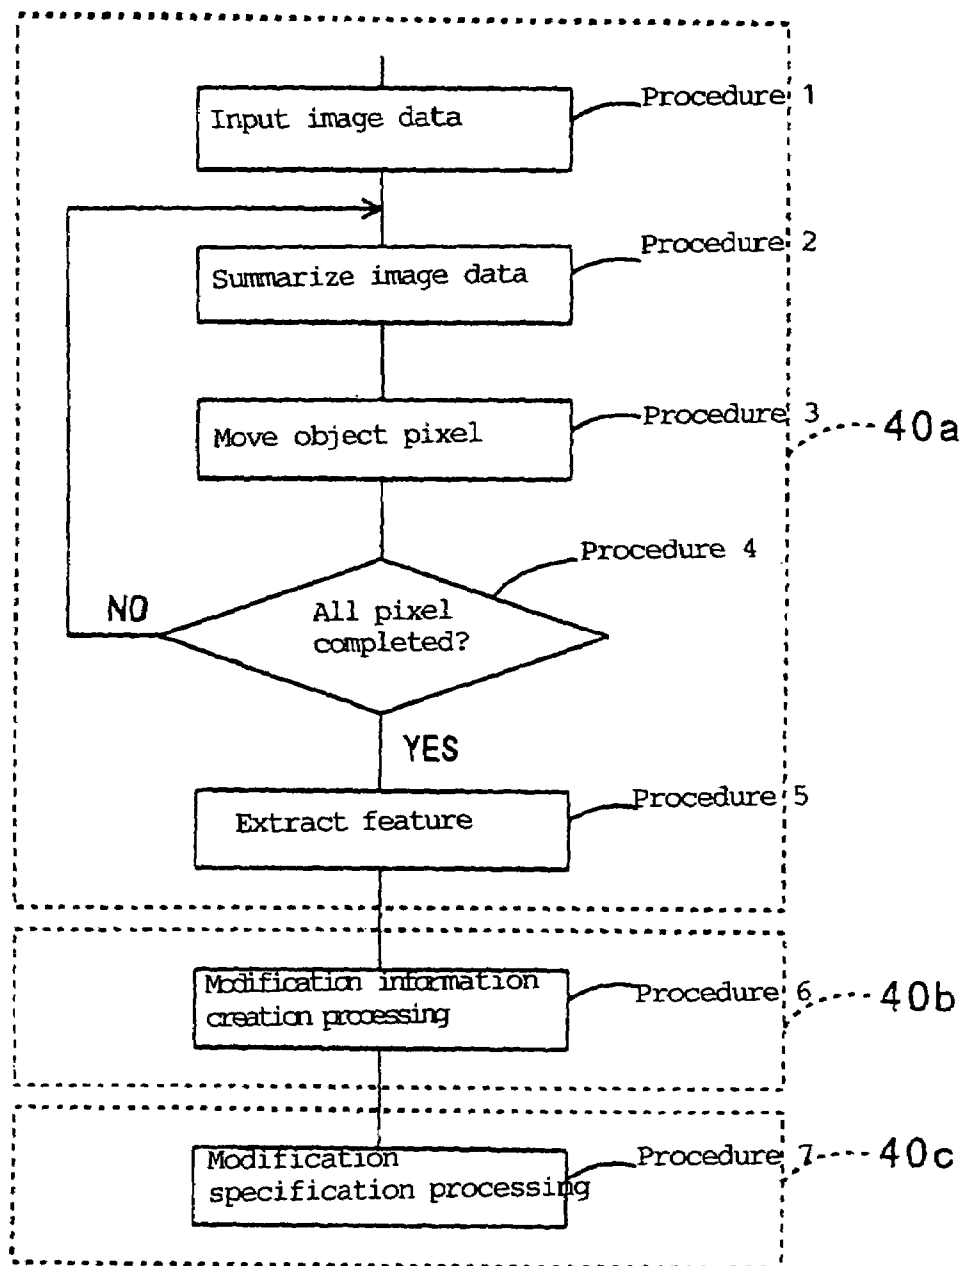 Input image data
Procedure 1
Summarize image data
Procedure 2
Move object pixel
Procedure 3
40a
Procedure 4
All pixel
completed?
NO
YES
Extract feature
Procedure 5
Modification information
creation processing
Procedure 6
40b
Modification
specification processing
Procedure 7
40c